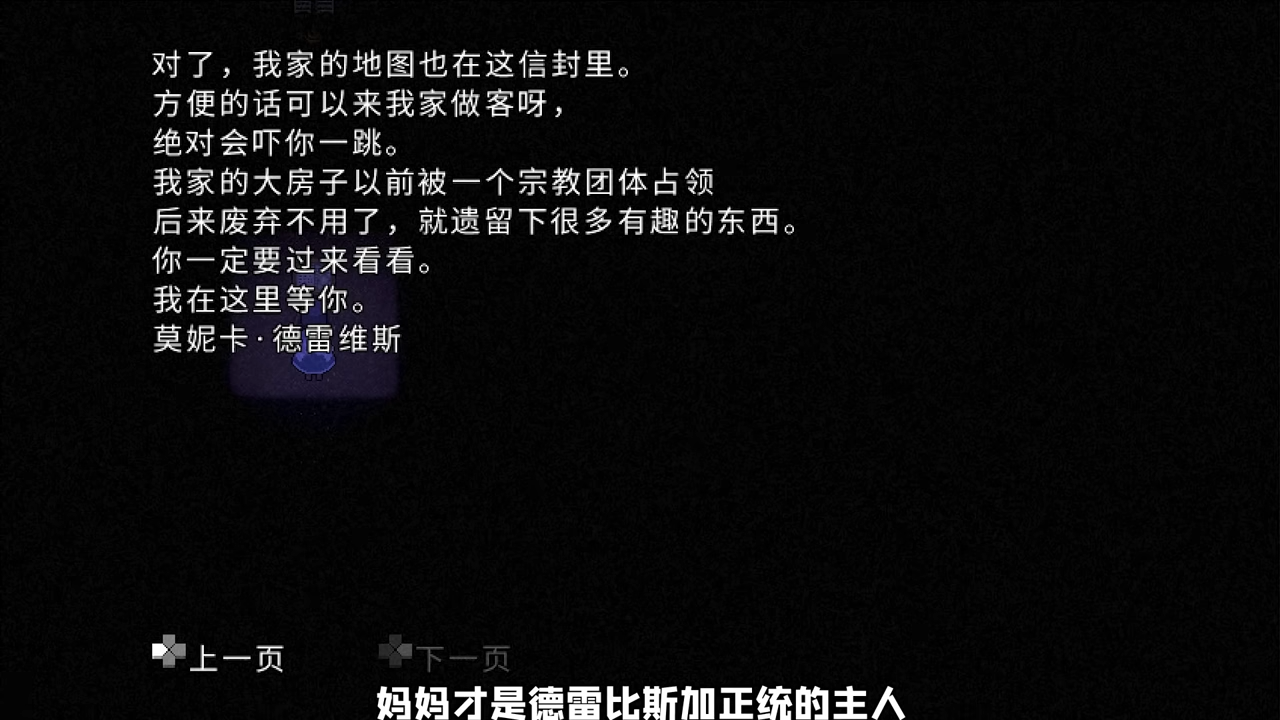 对了，我家的地图也在这信封里。
方便的话可以来我家做客呀，
绝对会吓你一跳。
我家的大房子以前被一个宗教团体占领
后来废弃不用了，就遗留下很多有趣的东西。
你一定要过来看看。
我在这里等你。
莫妮卡·德雷维斯
上一页
下一页
妈妈才是德雷比斯加正统的主人